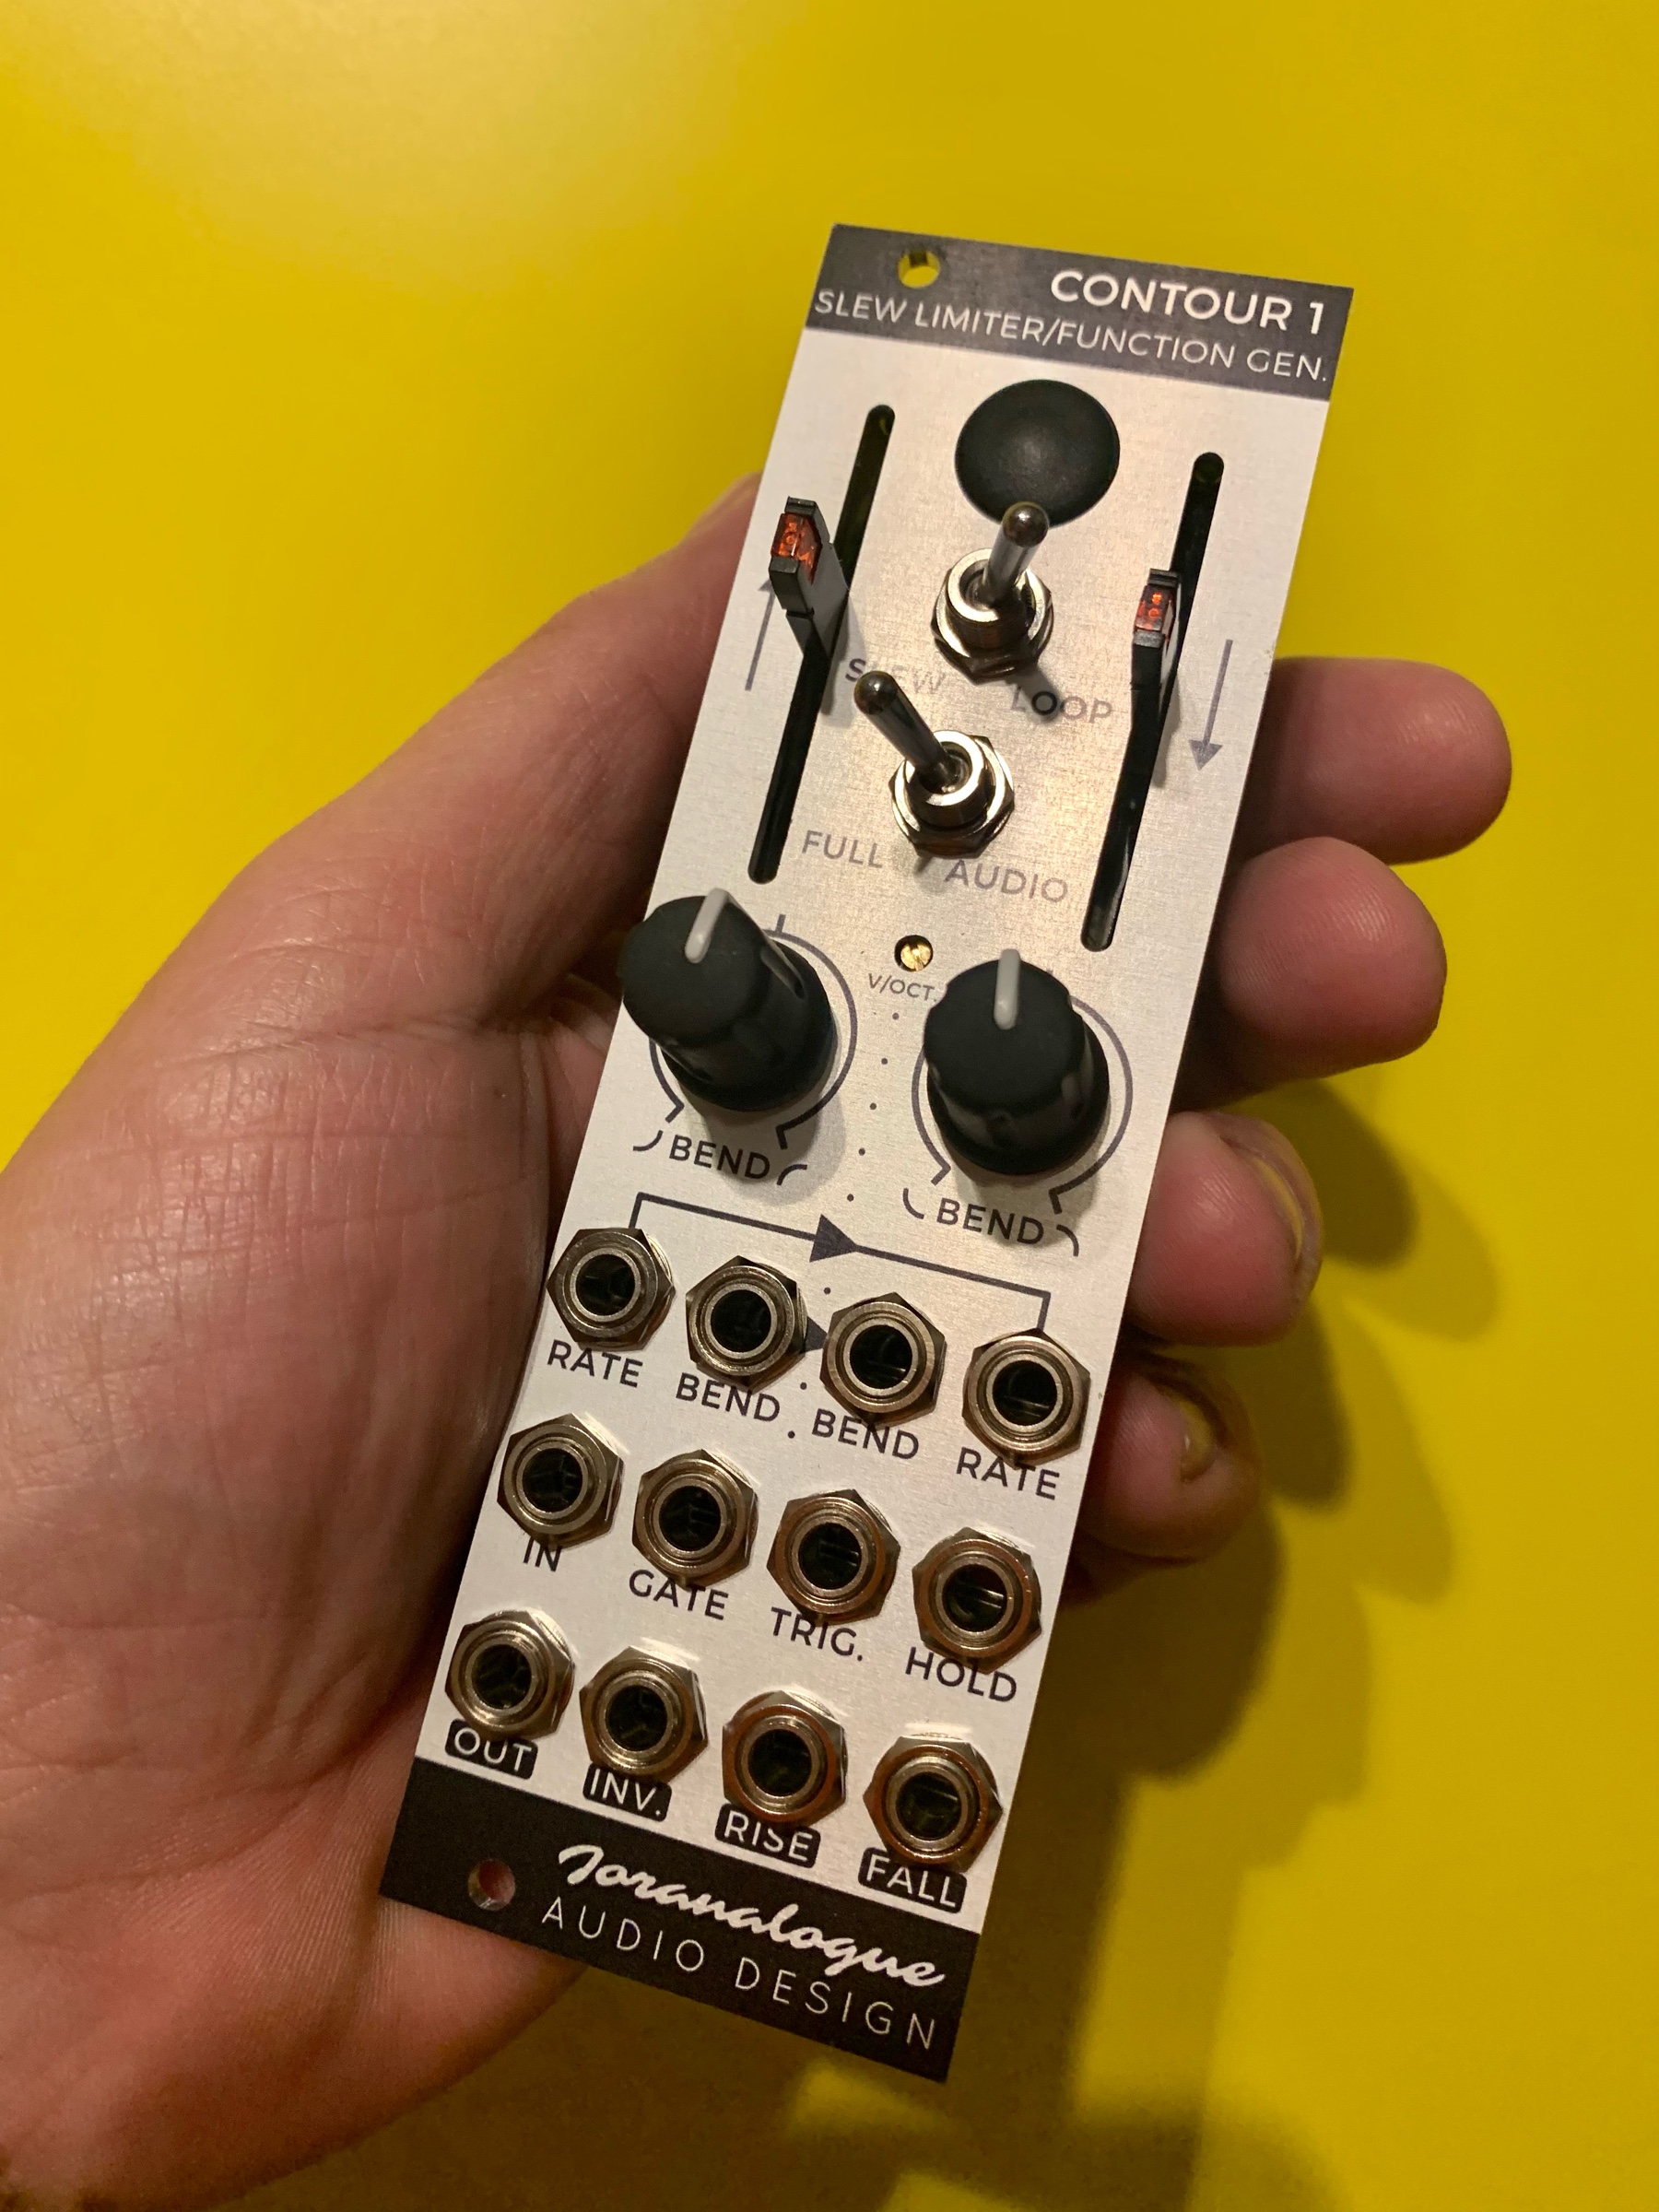 CONTOUR 1
SLEW LIMITER/FUNCTION GEN.
SLEW LOOP
FULL AUDIO
V/OCT.
BEND BEND
RATE BEND BEND RATE
IN GATE TRIG. HOLD
OUT INV. RISE FALL
Joranalogue
AUDIO DESIGN